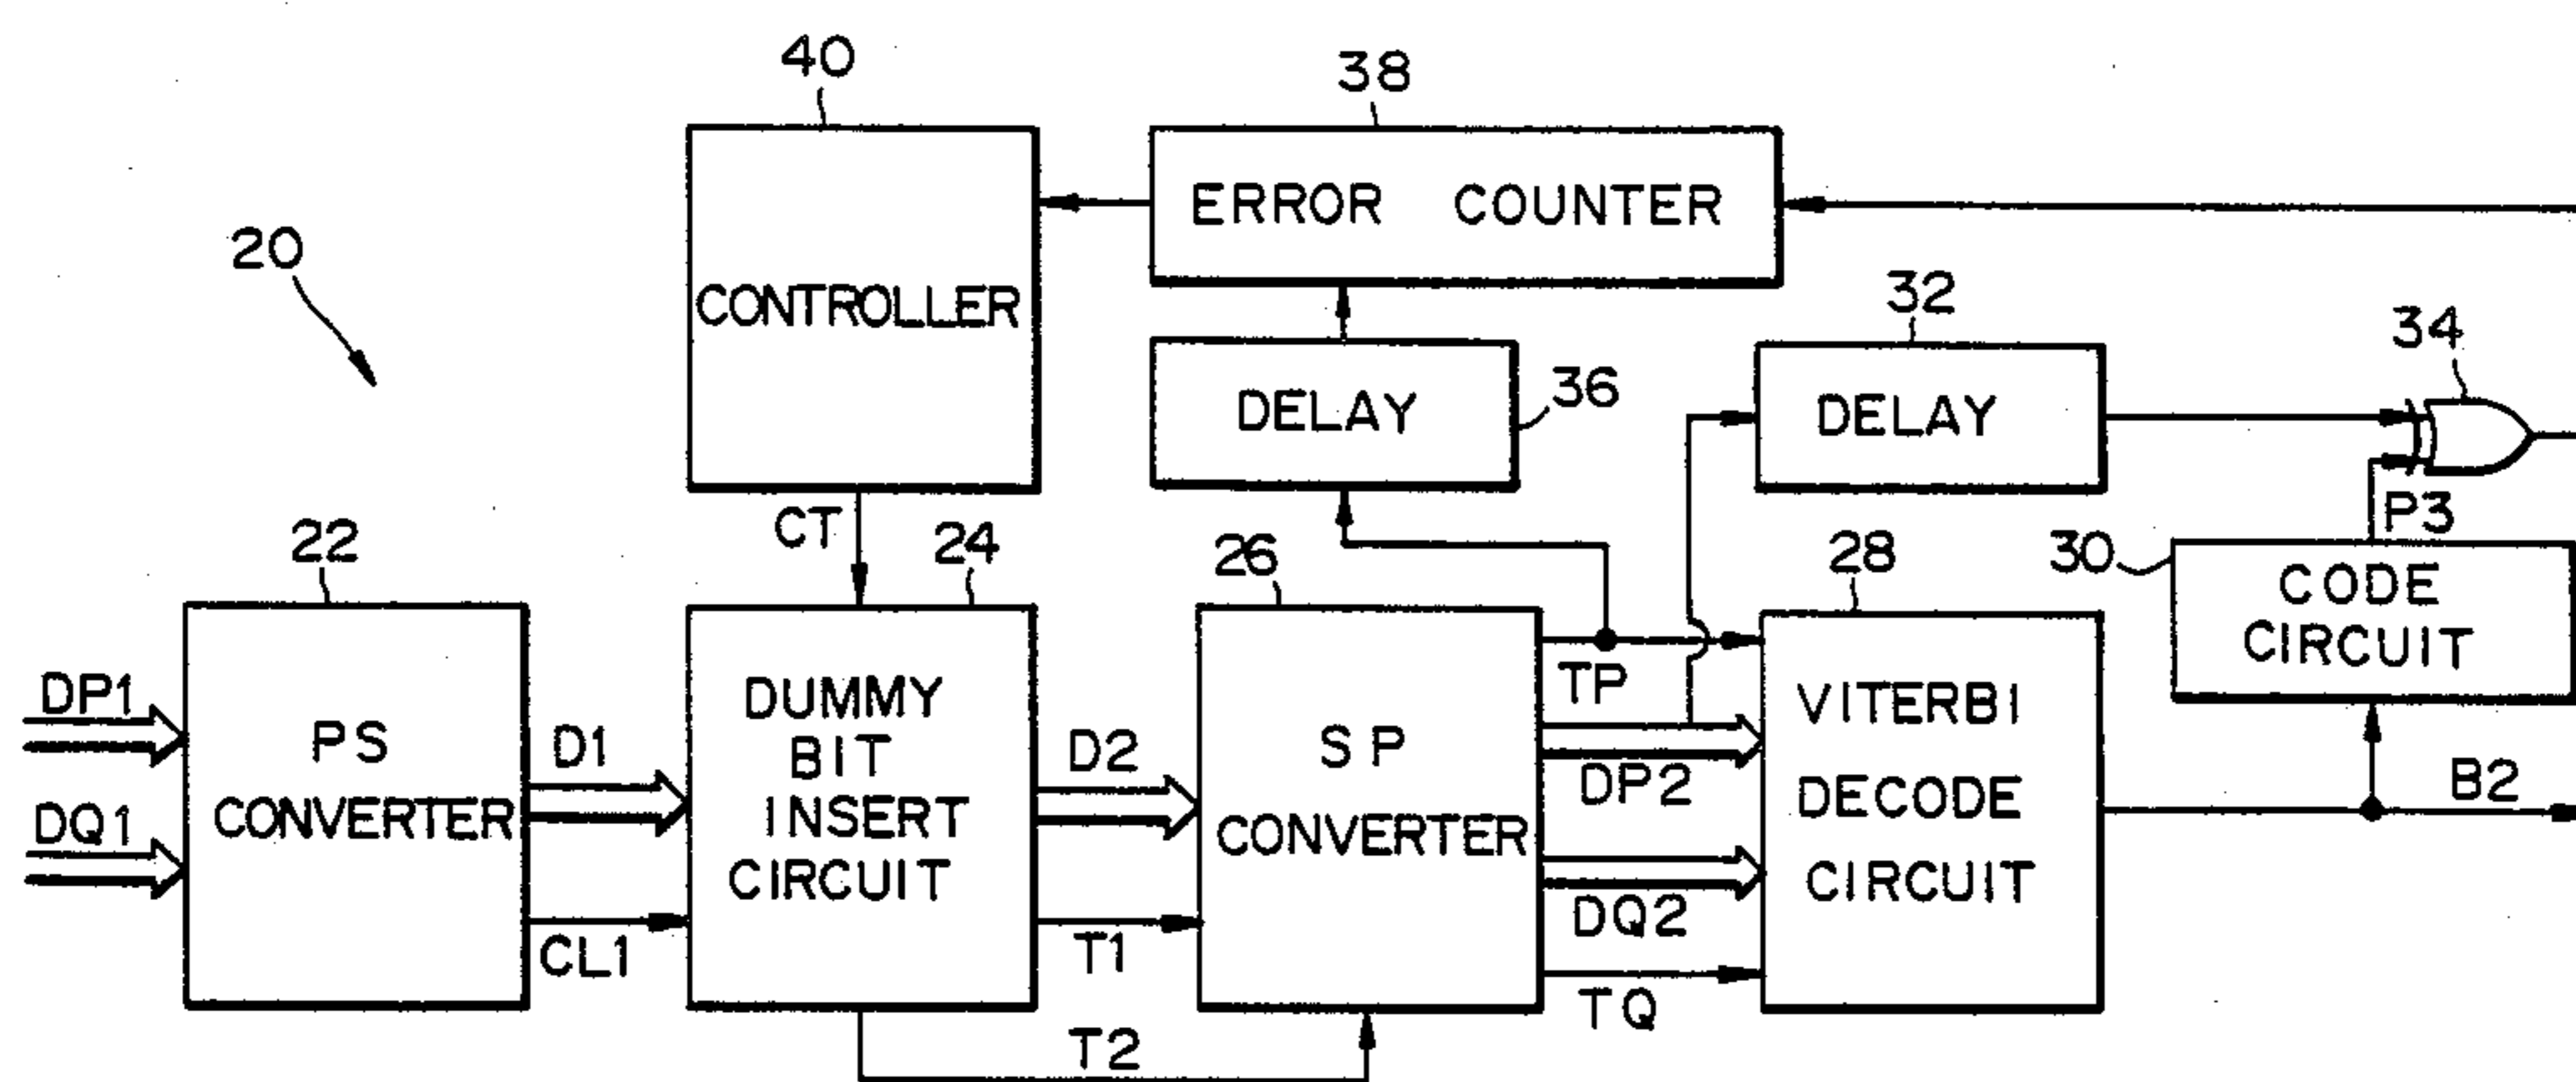 40
38
20
ERROR COUNTER
CONTROLLER
32
34
DELAY
36
DELAY
CT
P3
22
24
26
28
30
CODE
CIRCUIT
DP1
DQ1
PS
CONVERTER
D1
CL1
DUMMY
BIT
INSERT
CIRCUIT
D2
T1
T2
SP
CONVERTER
TP
DP2
DQ2
TQ
VITERBI
DECODE
CIRCUIT
B2